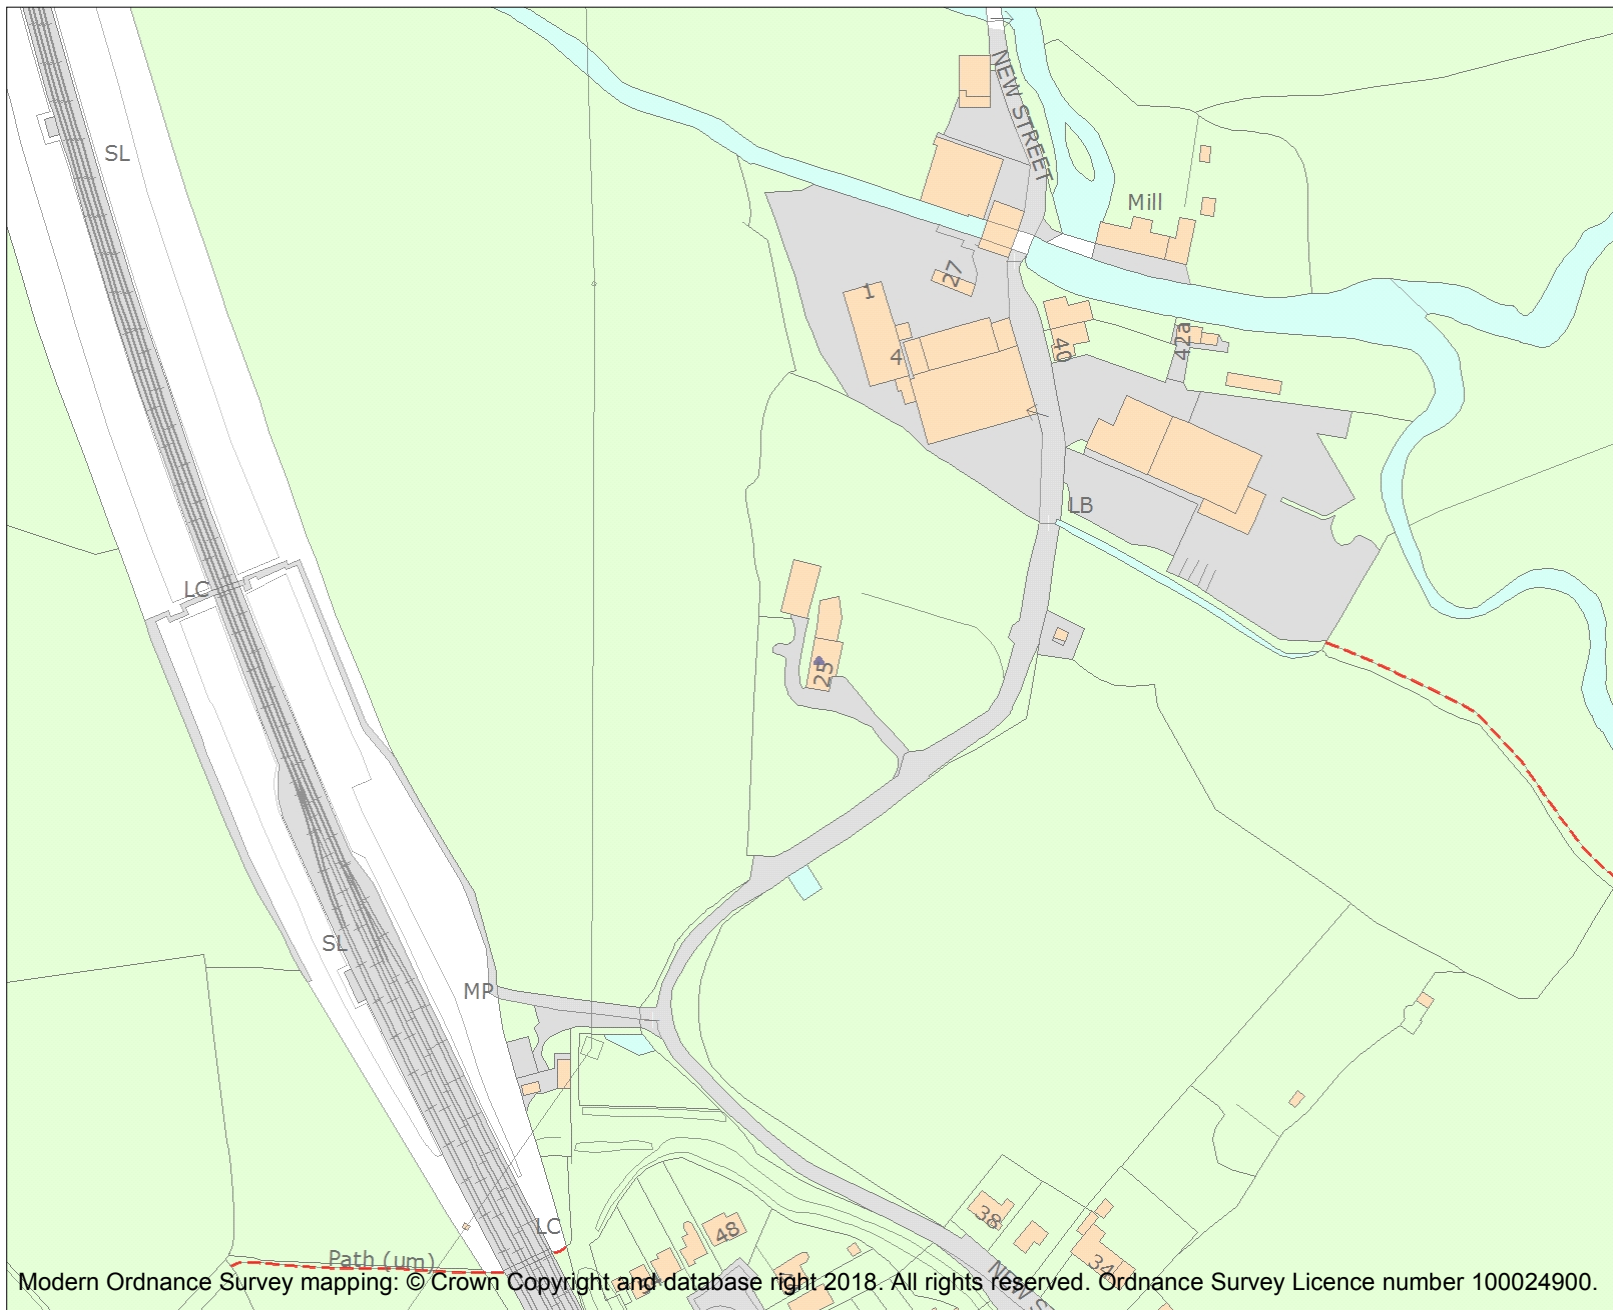 NEW STREET
SL
Mill
27
1
40
42a
4
LB
LC
25
SL
MP
LC
48
38
34
Path (um)
NEW S
Modern Ordnance Survey mapping: © Crown Copyright and database right 2018. All rights reserved. Ordnance Survey Licence number 100024900.